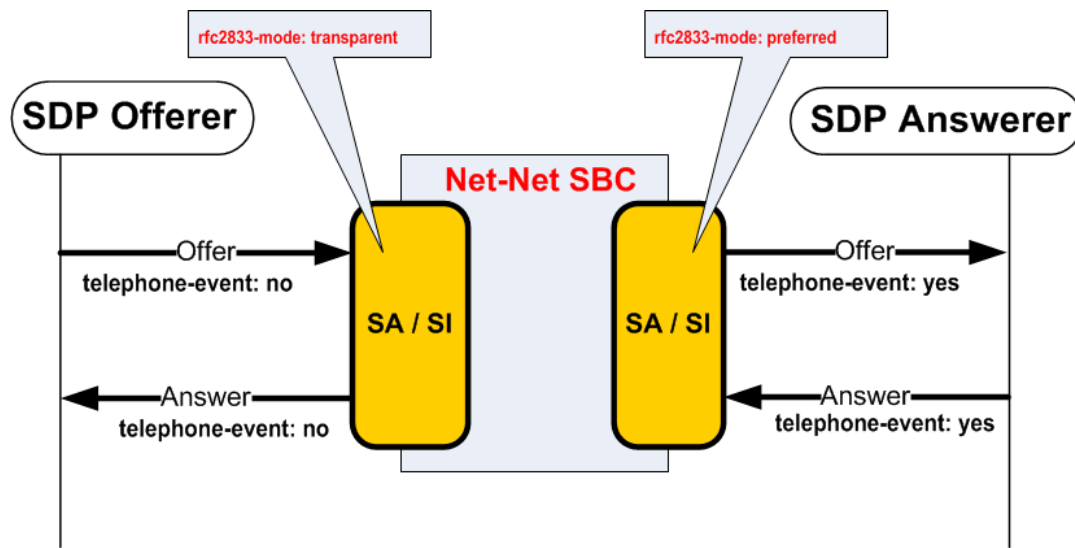 rfc2833-mode: transparent
rfc2833-mode: preferred
SDP Offerer
SDP Answerer
Net-Net SBC
Offer
telephone-event: no
Offer
telephone-event: yes
SA / SI
SA / SI
Answer
telephone-event: no
Answer
telephone-event: yes